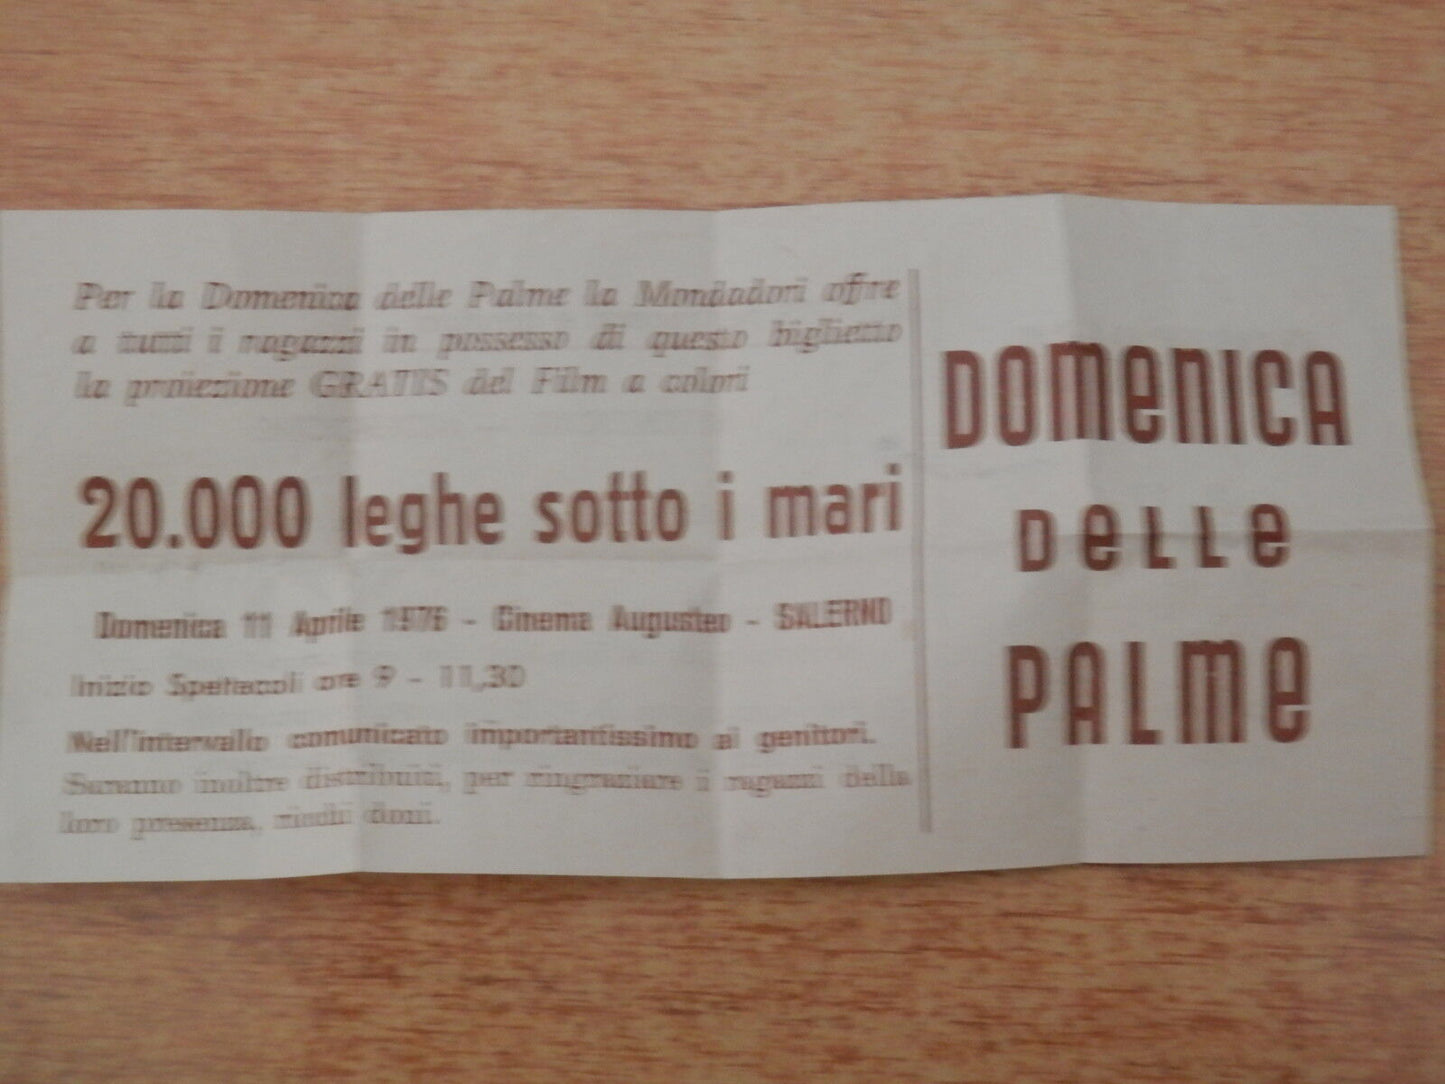 Per la Domenica delle Palme la Mondadori offre
a tutti i ragazzi in possesso di questo biglietto
la proiezione GRATIS del Film a colori
20.000 leghe sotto i mari
Domenica 11 Aprile 1976 - Cinema Augusteo - SALERNO
Inizio Spettacoli ore 9 - 11,30
Nell'intervallo comunicato importantissimo ai genitori.
Saranno inoltre distribuiti, per ringraziare i ragazzi della
loro presenza, ricchi doni.
DOMENICA
DELLE
PALME